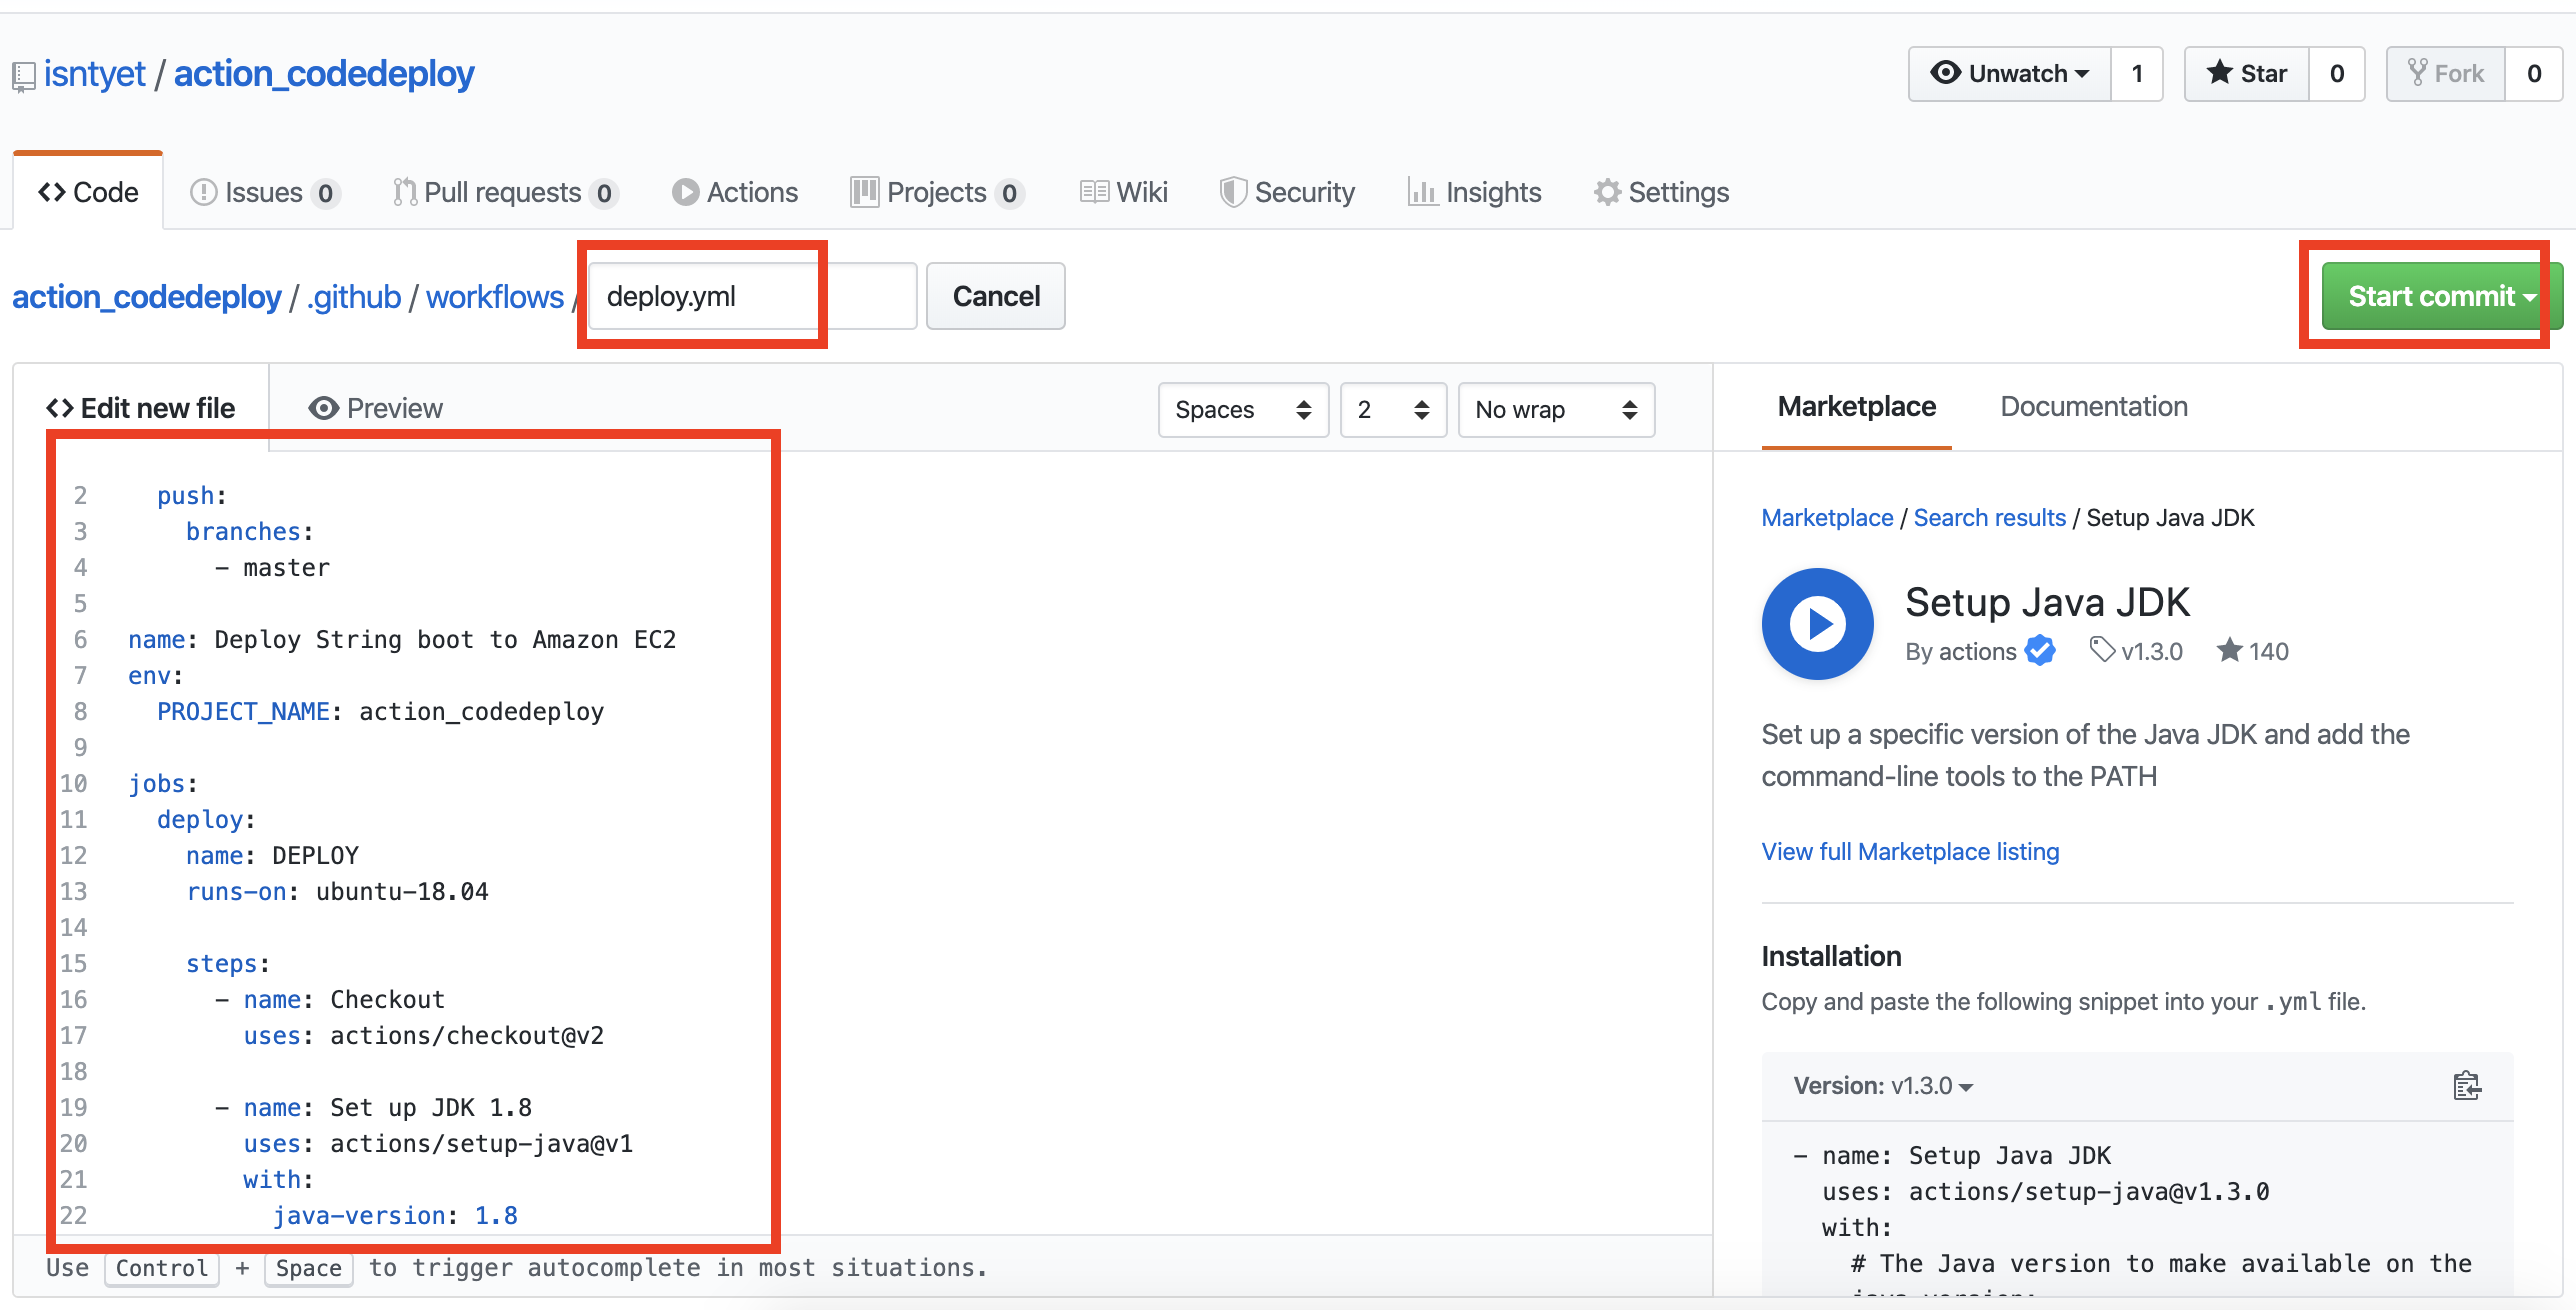 isntyet / action_codedeploy
Unwatch 1 Star 0 Fork 0
Code Issues 0 Pull requests 0 Actions Projects 0 Wiki Security Insights Settings
action_codedeploy / .github / workflows / deploy.yml Cancel Start commit
Edit new file Preview Spaces 2 No wrap
2 push:
3 branches:
4 - master
5
6 name: Deploy String boot to Amazon EC2
7 env:
8 PROJECT_NAME: action_codedeploy
9
10 jobs:
11 deploy:
12 name: DEPLOY
13 runs-on: ubuntu-18.04
14
15 steps:
16 - name: Checkout
17 uses: actions/checkout@v2
18
19 - name: Set up JDK 1.8
20 uses: actions/setup-java@v1
21 with:
22 java-version: 1.8
Use Control + Space to trigger autocomplete in most situations.
Marketplace Documentation
Marketplace / Search results / Setup Java JDK
Setup Java JDK
By actions v1.3.0 140
Set up a specific version of the Java JDK and add the
command-line tools to the PATH
View full Marketplace listing
Installation
Copy and paste the following snippet into your .yml file.
Version: v1.3.0
- name: Setup Java JDK
uses: actions/setup-java@v1.3.0
with:
# The Java version to make available on the